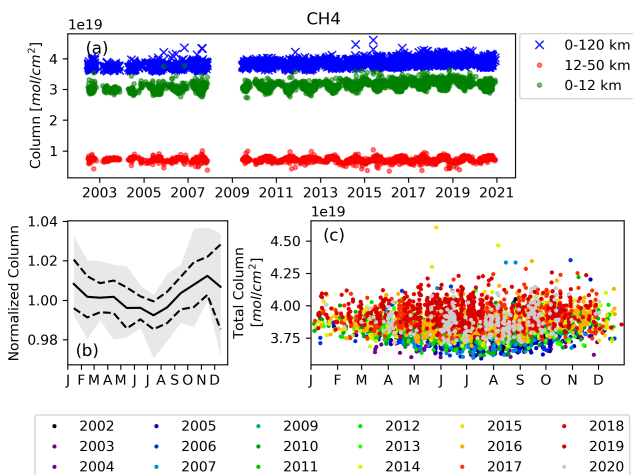 CH4
1e19
(a)
Column [mol/cm²]
4
3
2
1
2003 2005 2007 2009 2011 2013 2015 2017 2019 2021
0-120 km
12-50 km
0-12 km
Normalized Column
1.04
1.02
1.00
0.98
(b)
J F M A M J J A S O N D
1e19
(c)
Total Column
[mol/cm²]
4.50
4.25
4.00
3.75
J F M A M J J A S O N D
2002 2005 2009 2012 2015 2018
2003 2006 2010 2013 2016 2019
2004 2007 2011 2014 2017 2020